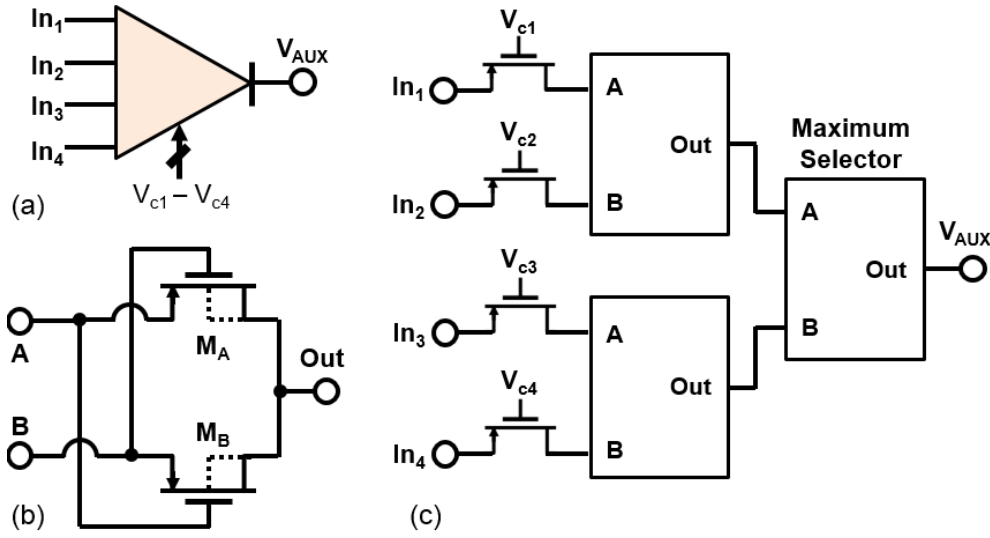 In1
In2
In3
In4
VAUX
Vc1 – Vc4
(a)
A
B
MA
MB
Out
(b)
Vc1
In1
Vc2
In2
A
B
Out
Vc3
In3
Vc4
In4
A
B
Out
Maximum
Selector
A
B
Out
VAUX
(c)